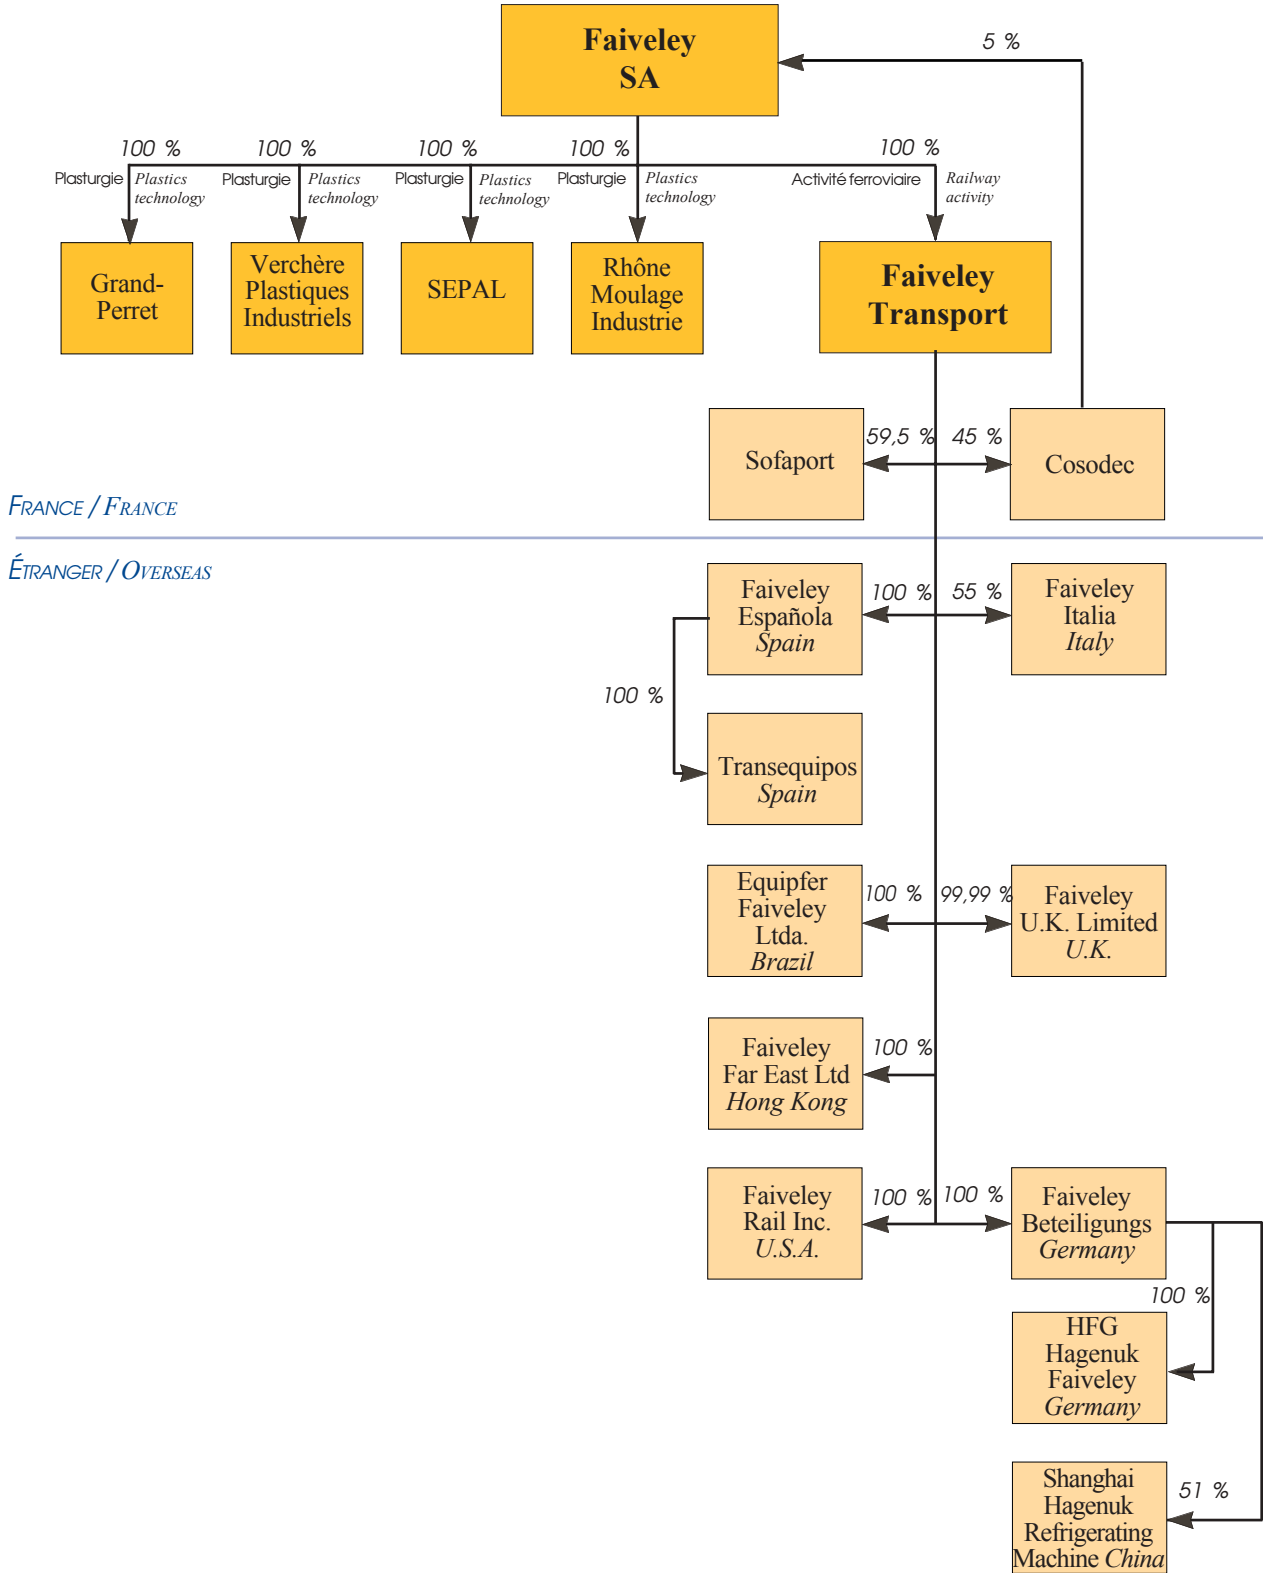 Faiveley
SA
5 %
100 %
100 %
100 %
100 %
100 %
Plasturgie
Plastics
technology
Plasturgie
Plastics
technology
Plasturgie
Plastics
technology
Plasturgie
Plastics
technology
Activité ferroviaire
Railway
activity
Grand-
Perret
Verchère
Plastiques
Industriels
SEPAL
Rhône
Moulage
Industrie
Faiveley
Transport
Sofaport
59,5 %
45 %
Cosodec
FRANCE / FRANCE
ÉTRANGER / OVERSEAS
Faiveley
Española
Spain
100 %
55 %
Faiveley
Italia
Italy
100 %
Transequipos
Spain
Equipfer
Faiveley
Ltda.
Brazil
100 %
99,99 %
Faiveley
U.K. Limited
U.K.
Faiveley
Far East Ltd
Hong Kong
100 %
Faiveley
Rail Inc.
U.S.A.
100 %
100 %
Faiveley
Beteiligungs
Germany
100 %
HFG
Hagenuk
Faiveley
Germany
Shanghai
Hagenuk
Refrigerating
Machine China
51 %